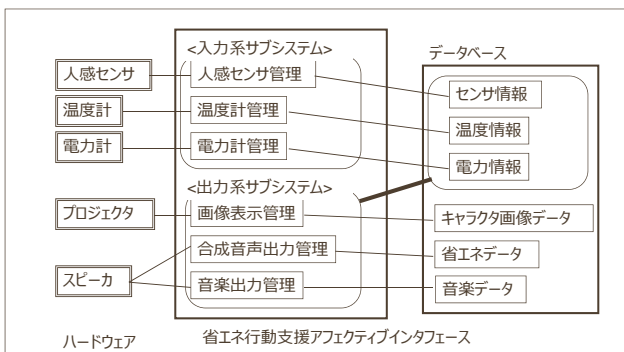 <入力系サブシステム>
データベース
人感センサ
人感センサ管理
センサ情報
温度計
温度計管理
温度情報
電力計
電力計管理
電力情報
<出力系サブシステム>
プロジェクタ
画像表示管理
キャラクタ画像データ
合成音声出力管理
省エネデータ
スピーカ
音楽出力管理
音楽データ
ハードウェア
省エネ行動支援アフェクティブインタフェース